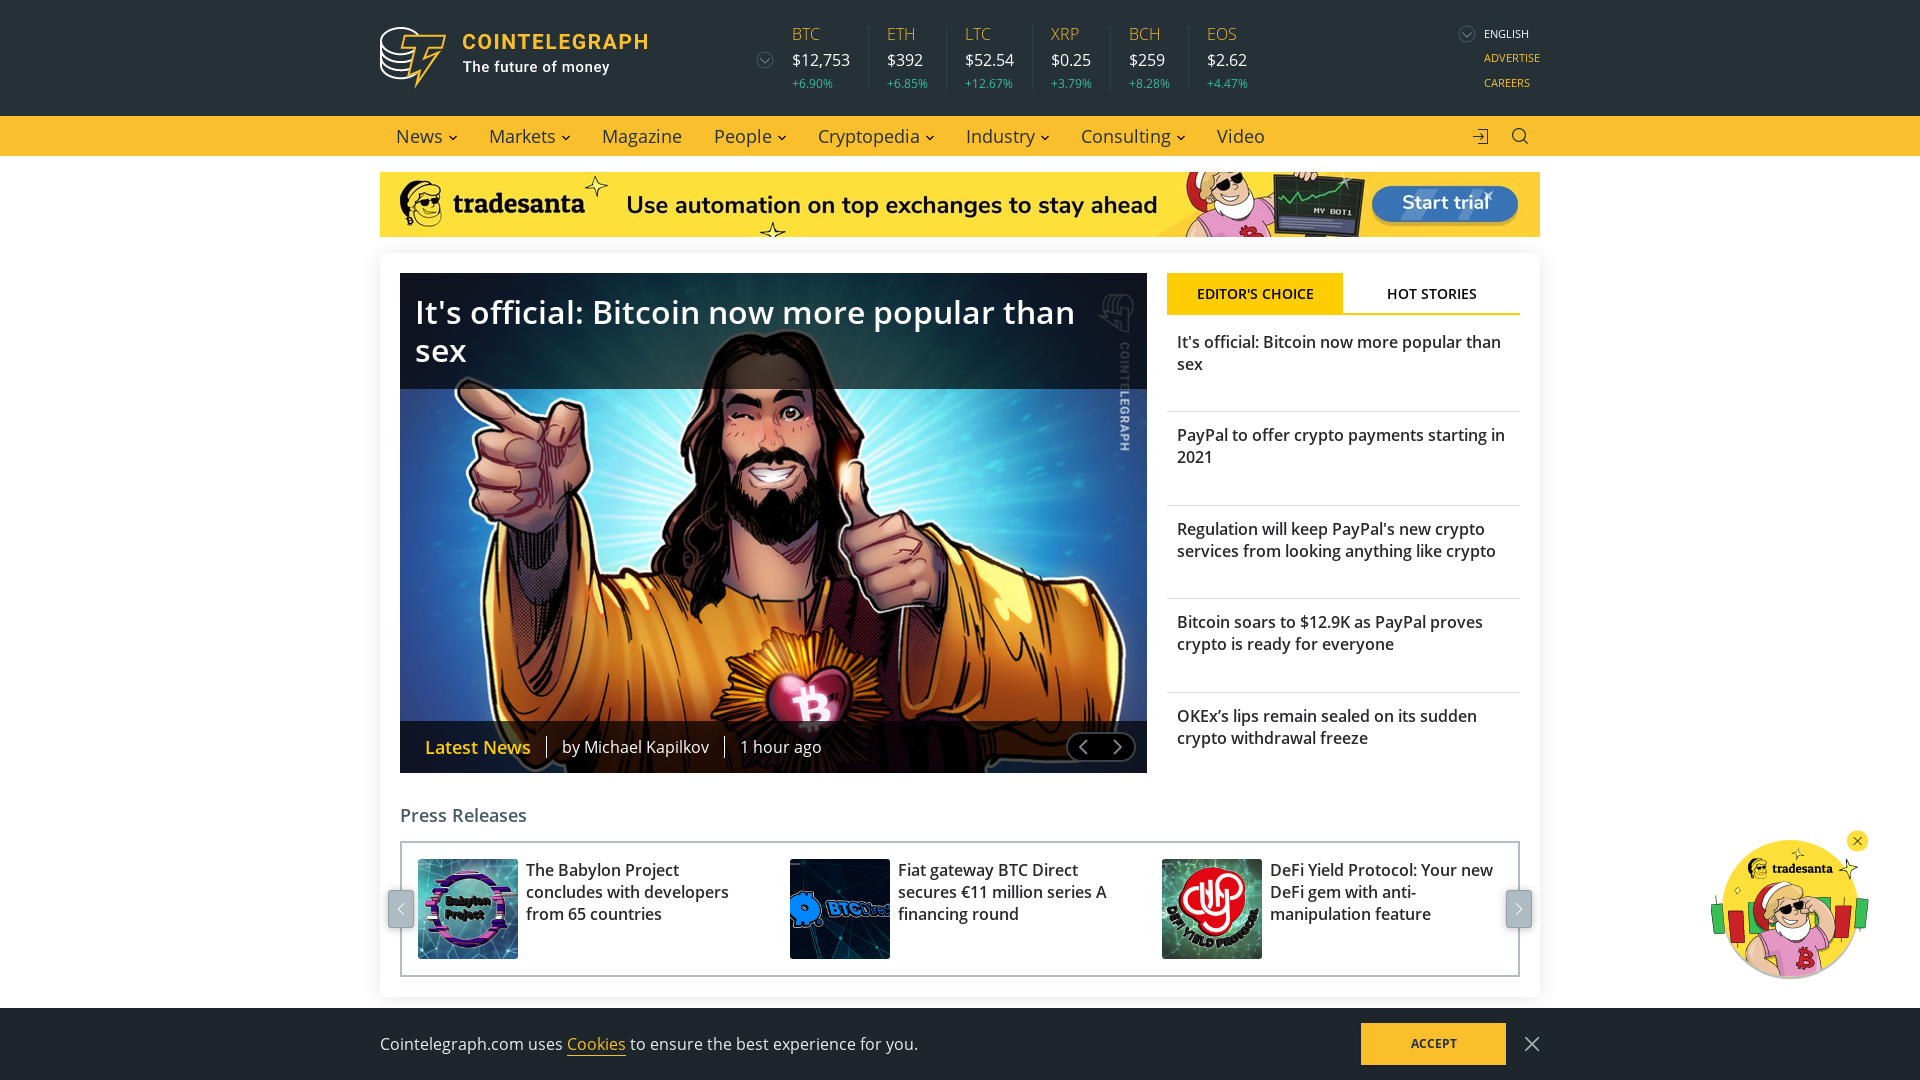 COINTELEGRAPH
The future of money
BTC
$12,753
+6.90%
ETH
$392
+6.85%
LTC
$52.54
+12.67%
XRP
$0.25
+3.79%
BCH
$259
+8.28%
EOS
$2.62
+4.47%
ENGLISH
ADVERTISE
CAREERS
News
Markets
Magazine
People
Cryptopedia
Industry
Consulting
Video
tradesanta
Use automation on top exchanges to stay ahead
MY BOT1
Start trial
It's official: Bitcoin now more popular than
sex
COINTELEGRAPH
Latest News
by Michael Kapilkov
1 hour ago
EDITOR'S CHOICE
HOT STORIES
It's official: Bitcoin now more popular than
sex
PayPal to offer crypto payments starting in
2021
Regulation will keep PayPal's new crypto
services from looking anything like crypto
Bitcoin soars to $12.9K as PayPal proves
crypto is ready for everyone
OKEx’s lips remain sealed on its sudden
crypto withdrawal freeze
Press Releases
Babylon
Project
The Babylon Project
concludes with developers
from 65 countries
BTCDirec
Fiat gateway BTC Direct
secures €11 million series A
financing round
DEFI YIELD PROTOCOL
DeFi Yield Protocol: Your new
DeFi gem with anti-
manipulation feature
tradesanta
Cointelegraph.com uses Cookies to ensure the best experience for you.
ACCEPT